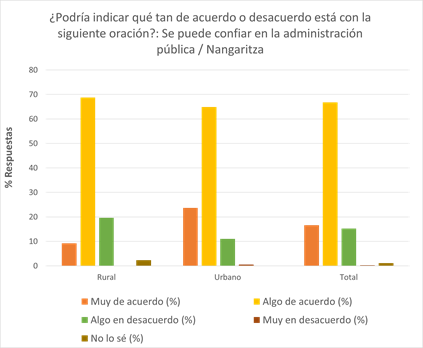 ¿Podría indicar qué tan de acuerdo o desacuerdo está con la
siguiente oración?: Se puede confiar en la administración
pública / Nangaritza
% Respuestas
80
70
60
50
40
30
20
10
0
Rural Urbano Total
Muy de acuerdo (%) Algo de acuerdo (%)
Algo en desacuerdo (%) Muy en desacuerdo (%)
No lo sé (%)